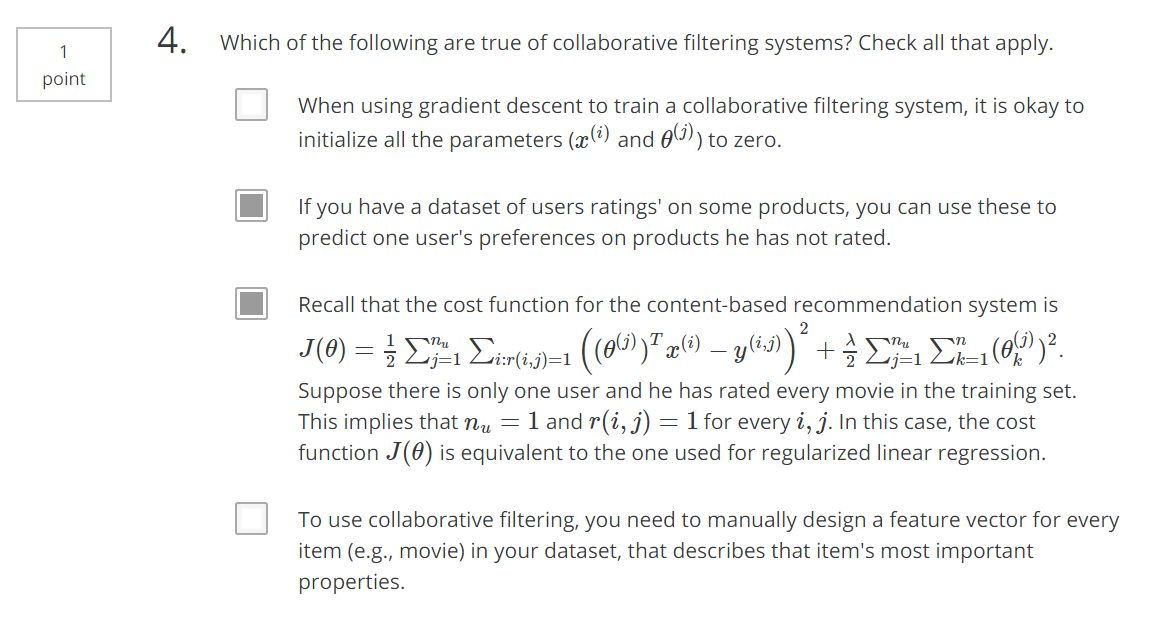 1
point
4.
Which of the following are true of collaborative filtering systems? Check all that apply.
When using gradient descent to train a collaborative filtering system, it is okay to
initialize all the parameters (x^{(i)} and θ^{(j)}) to zero.
If you have a dataset of users ratings' on some products, you can use these to
predict one user's preferences on products he has not rated.
Recall that the cost function for the content-based recommendation system is
J(θ) = \frac{1}{2} ∑_{j=1}^{n_u} ∑_{i:r(i,j)=1} ((θ^{(j)})^T x^{(i)} − y^{(i,j)})^2 + \frac{λ}{2} ∑_{j=1}^{n_u} ∑_{k=1}^{n} (θ_k^{(j)})^2.
Suppose there is only one user and he has rated every movie in the training set.
This implies that n_u = 1 and r(i, j) = 1 for every i, j. In this case, the cost
function J(θ) is equivalent to the one used for regularized linear regression.
To use collaborative filtering, you need to manually design a feature vector for every
item (e.g., movie) in your dataset, that describes that item's most important
properties.